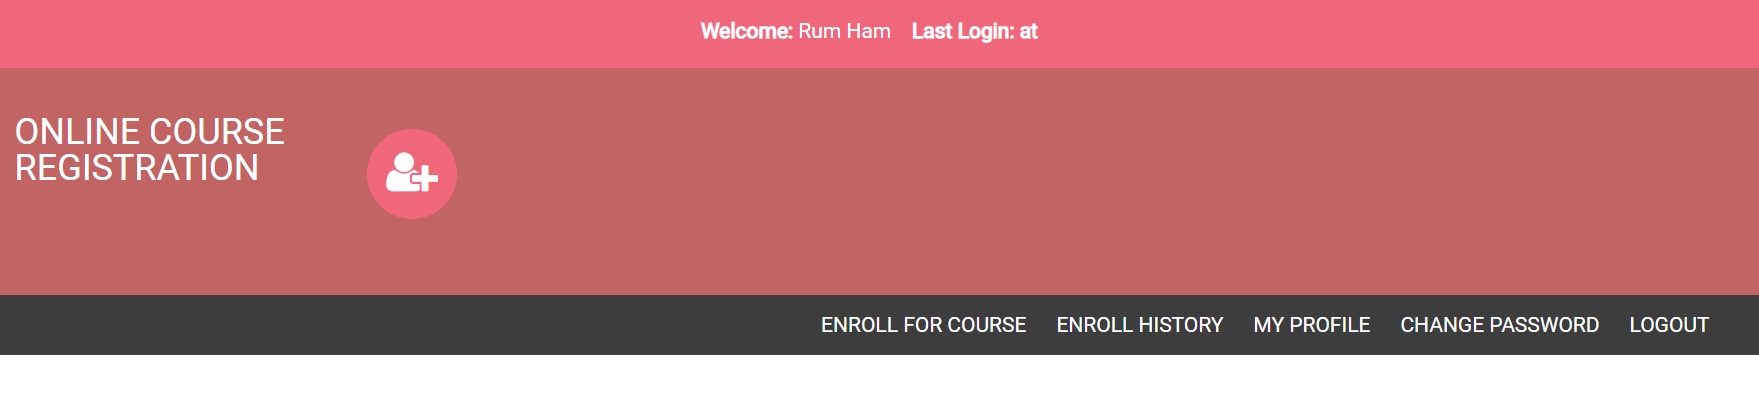 Welcome: Rum Ham Last Login: at
ONLINE COURSE
REGISTRATION
ENROLL FOR COURSE ENROLL HISTORY MY PROFILE CHANGE PASSWORD LOGOUT